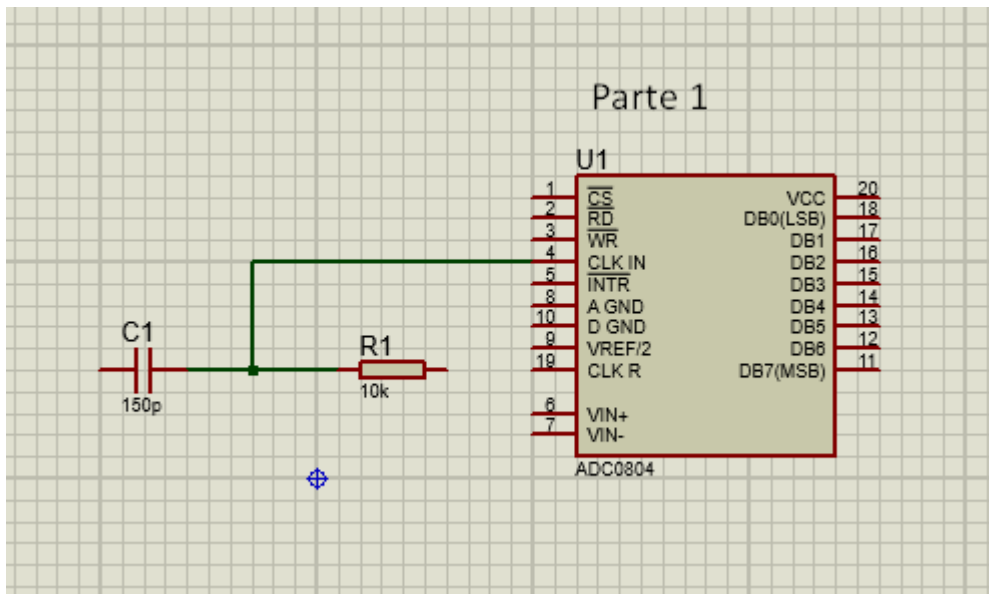 Parte 1
U1
1 CS VCC 20
2 RD DB0(LSB) 18
3 WR DB1 17
4 CLK IN DB2 16
5 INTR DB3 15
8 A GND DB4 14
10 D GND DB5 13
9 VREF/2 DB6 12
19 CLK R DB7(MSB) 11
6 VIN+
7 VIN-
ADC0804
C1
150p
R1
10k